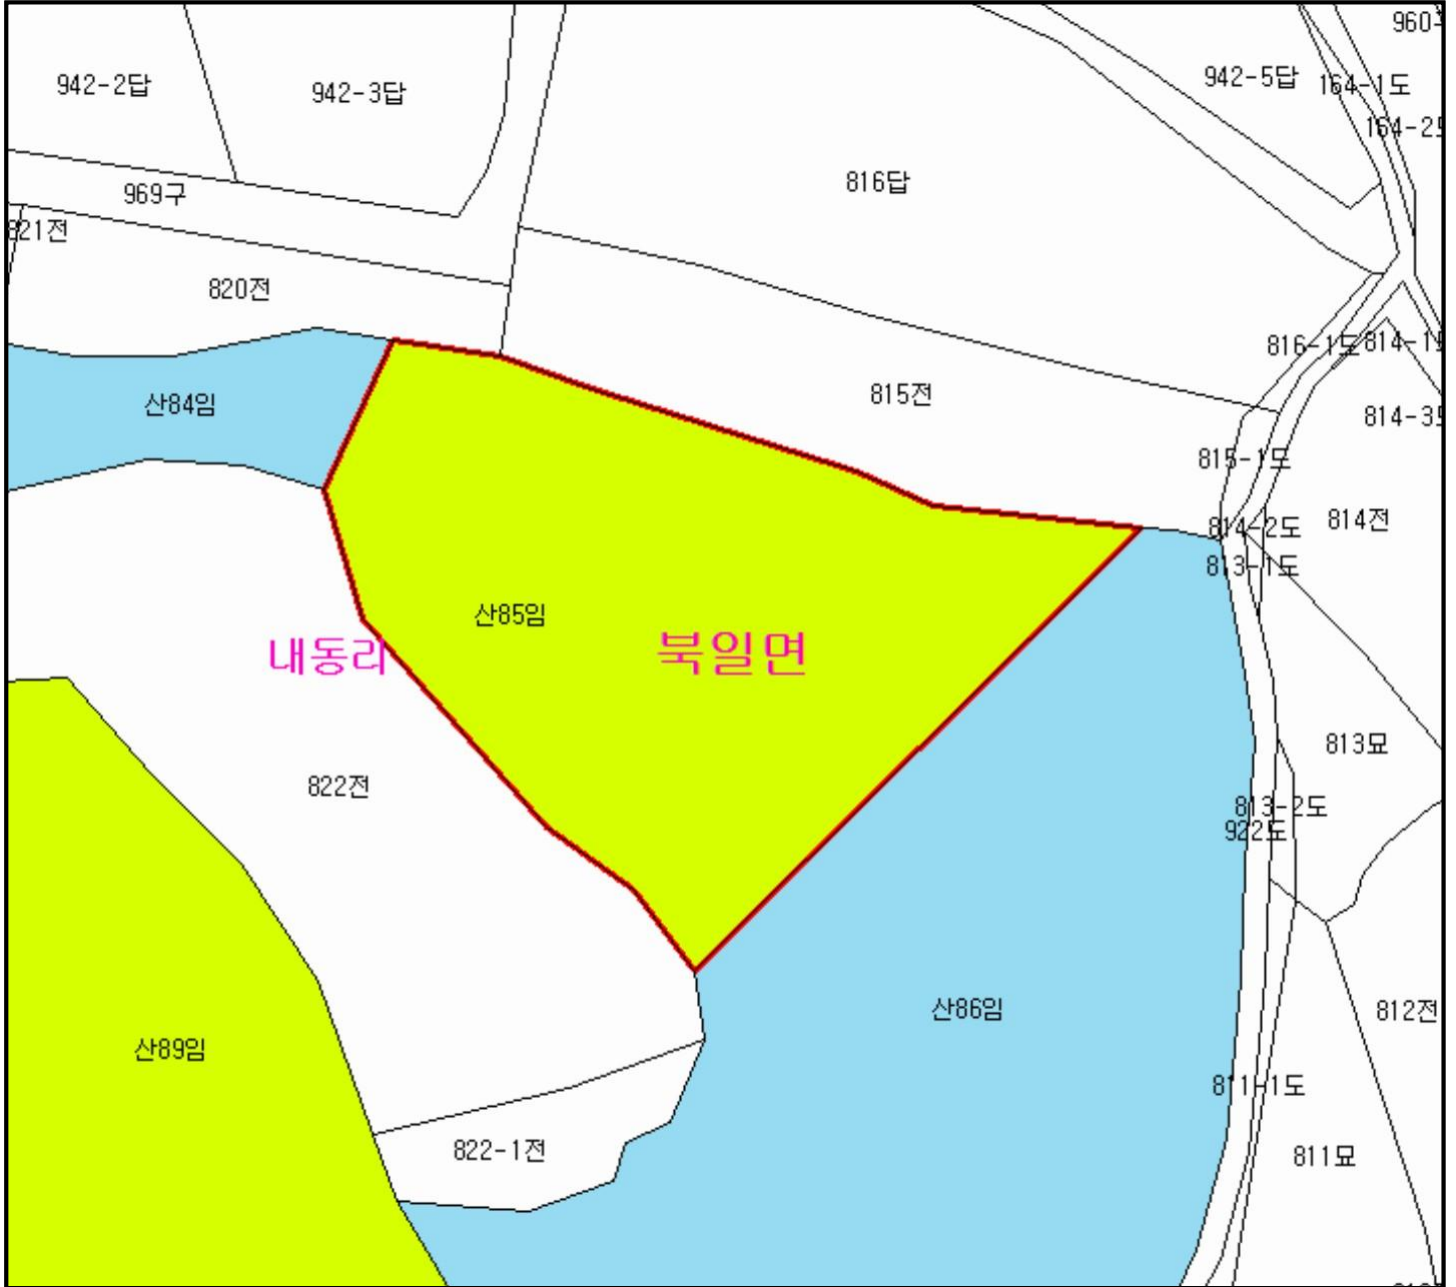 960-
942-2답
942-3답
942-5답
164-1도
164-2도
816답
969구
821전
820전
816-1도
814-1도
산84임
815전
814-3도
815-1도
814-2도
814전
813-1도
산85임
내동리
북일면
813묘
822전
813-2도
922도
산86임
812전
산89임
811-1도
822-1전
811묘